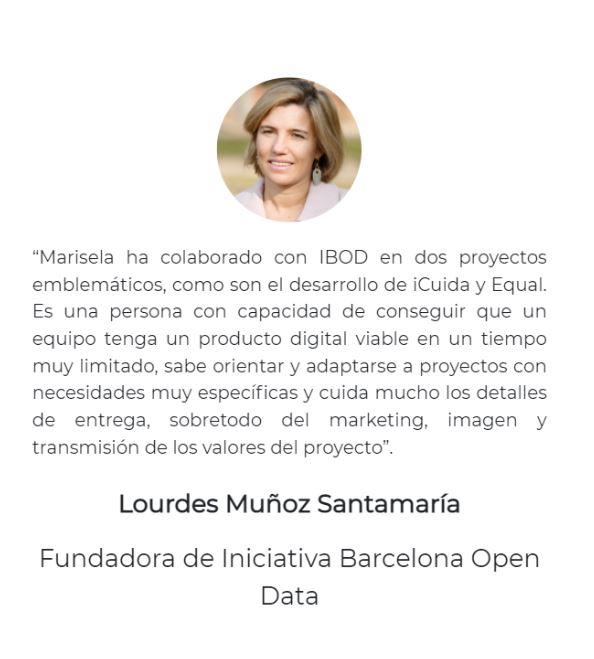 “Marisela ha colaborado con IBOD en dos proyectos
emblemáticos, como son el desarrollo de iCuida y Equal.
Es una persona con capacidad de conseguir que un
equipo tenga un producto digital viable en un tiempo
muy limitado, sabe orientar y adaptarse a proyectos con
necesidades muy específicas y cuida mucho los detalles
de entrega, sobretodo del marketing, imagen y
transmisión de los valores del proyecto”.
Lourdes Muñoz Santamaría
Fundadora de Iniciativa Barcelona Open
Data